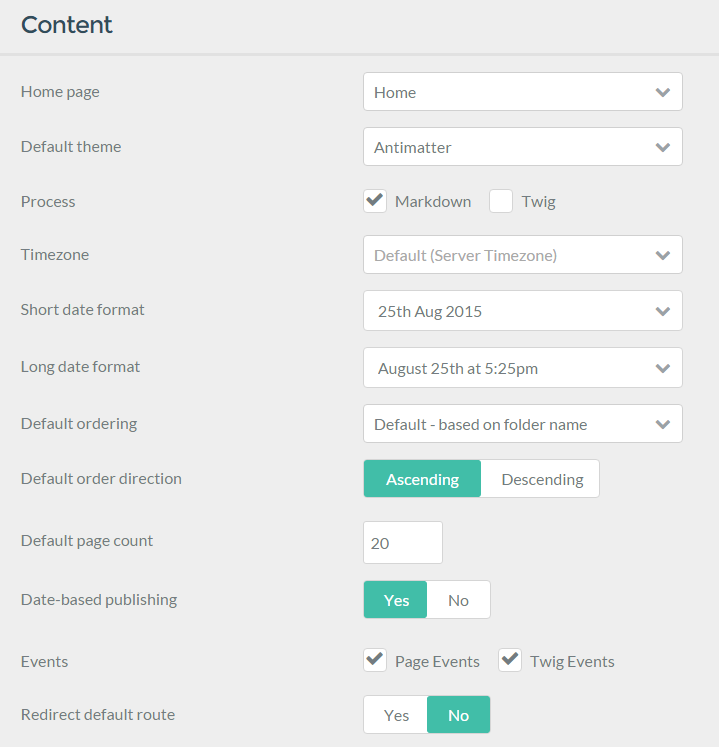 Content
Home page Home
Default theme Antimatter
Process Markdown Twig
Timezone Default (Server Timezone)
Short date format 25th Aug 2015
Long date format August 25th at 5:25pm
Default ordering Default - based on folder name
Default order direction Ascending Descending
Default page count 20
Date-based publishing Yes No
Events Page Events Twig Events
Redirect default route Yes No